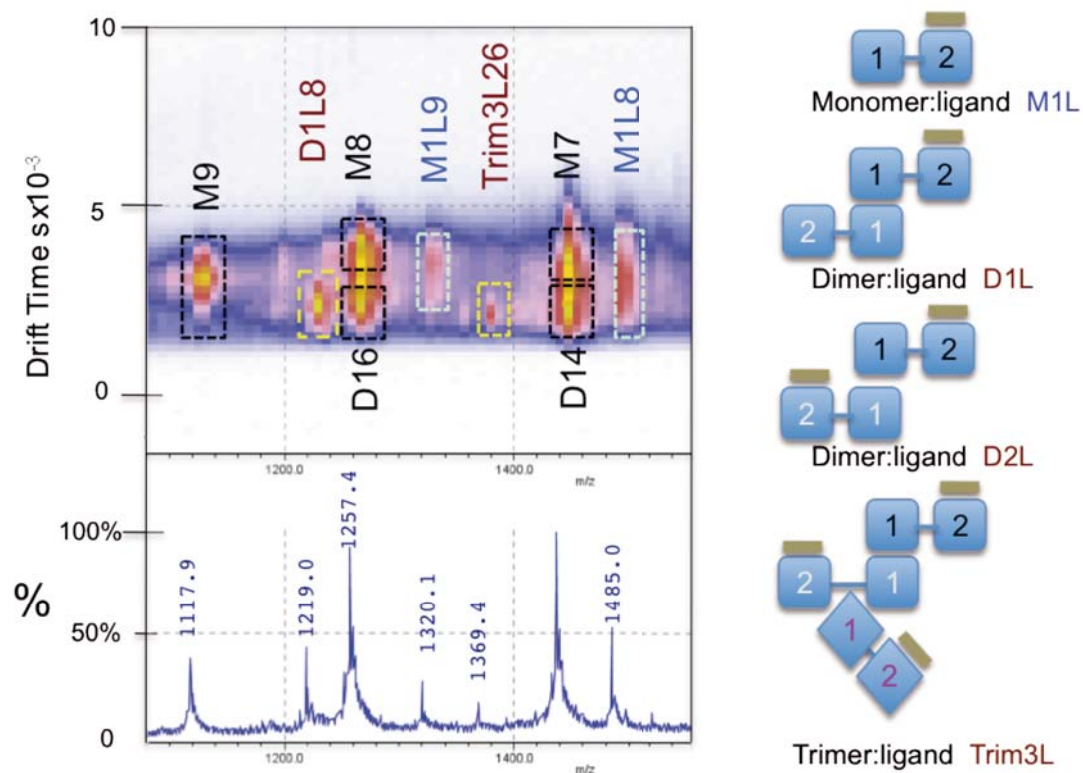 10
5
0
Drift Time sx10-3
M9
D1L8
M8
M1L9
Trim3L26
M7
M1L8
D16
D14
1200.0
1400.0
m/z
100%
50%
0
%
1117.9
1219.0
1257.4
1320.1
1369.4
1485.0
1200.0
1400.0
m/z
1 2
Monomer:ligand M1L
1 2
2 1
Dimer:ligand D1L
1 2
2 1
Dimer:ligand D2L
1 2
2 1
1
2
Trimer:ligand Trim3L